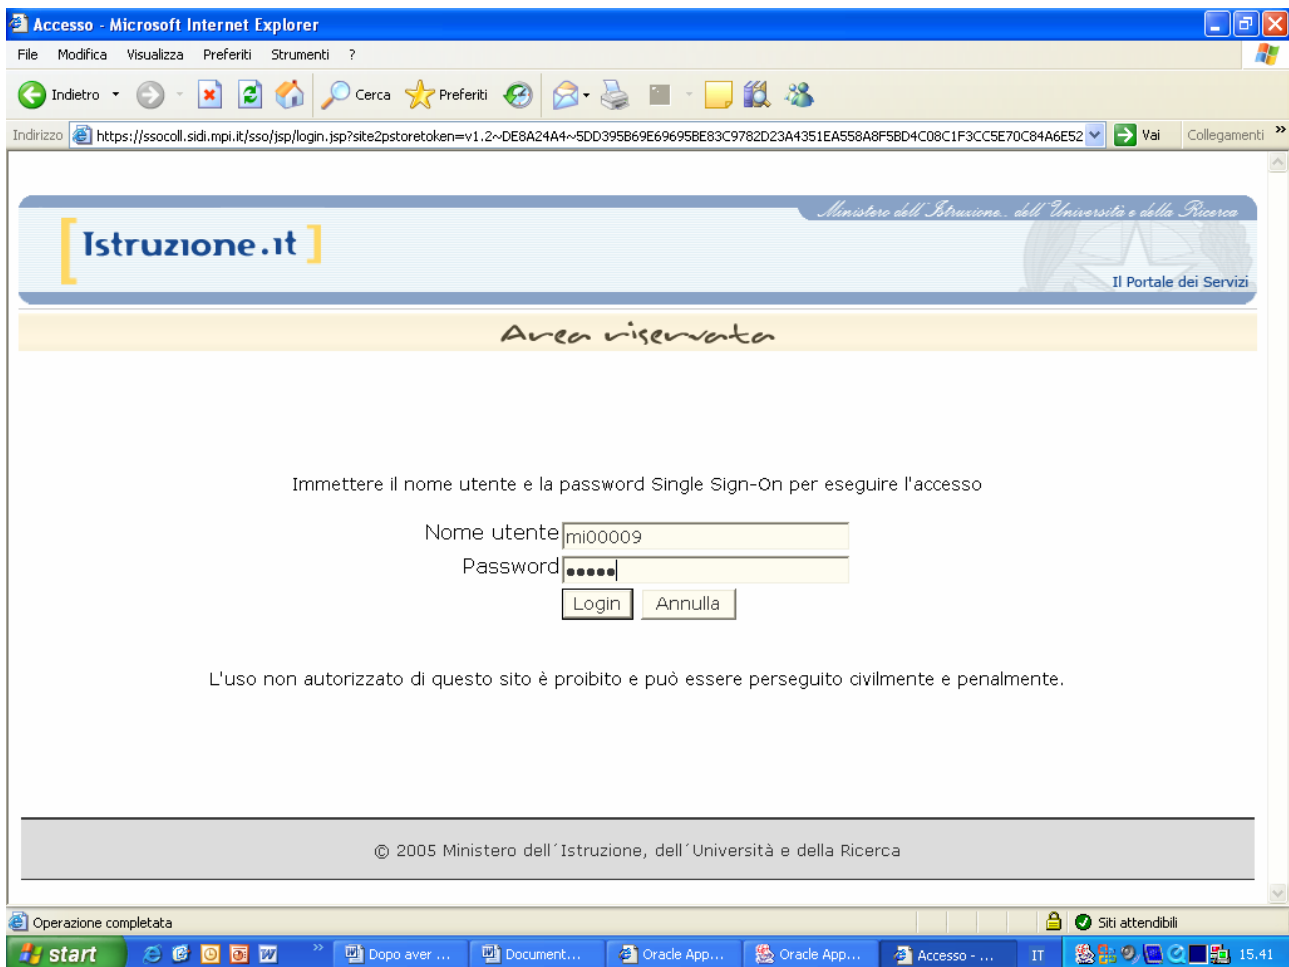 Accesso - Microsoft Internet Explorer
File Modifica Visualizza Preferiti Strumenti ?
Indietro Cerca Preferiti
Indirizzo https://ssocoll.sidi.mpi.it/sso/jsp/login.jsp?site2pstoretoken=v1.2~DE8A24A4~5DD395B69E69695BE83C9782D23A4351EA558A8F5BD4C08C1F3CC5E70C84A6E52 Vai Collegamenti »
Ministero dell'Istruzione.. dell'Università e della Ricerca
[Istruzione.it]
Il Portale dei Servizi
Area riservata
Immettere il nome utente e la password Single Sign-On per eseguire l'accesso
Nome utente mi00009
Password •••••
Login Annulla
L'uso non autorizzato di questo sito è proibito e può essere perseguito civilmente e penalmente.
© 2005 Ministero dell´Istruzione, dell´Università e della Ricerca
Operazione completata Siti attendibili
start » Dopo aver ... Document... Oracle App... Oracle App... Accesso - ... IT 15.41